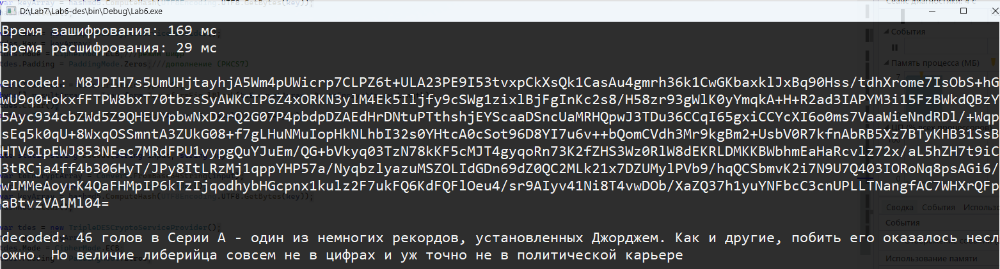 D:\Lab7\Lab6-des\bin\Debug\Lab6.exe
Время зашифрования: 169 мс
Время расшифрования: 29 мс
encoded: M8JPIH7s5UmUHjtayhjA5Wm4pUWicrp7CLPZ6t+ULA23PE9I53tvxpCkXsQk1CasAu4gmrh36k1CwGKbaxklJxBq90Hss/tdhXrome7IsObS+hG
wU9q0+okxfFTPW8bxT70tbzsSyAWKCIP6Z4xORKN3ylM4Ek5Iljfy9cSWg1zixlBjFgInKc2s8/H58zr93gWlK0yYmqkA+H+R2ad3IAPYM3i15FzBWkdQBzY
5Ayc934cbZWd5Z9QHEUYpbwNxD2rQ2G07P4pbdpDZAEdHrDNtuPTthshjEYScaaDSncUaMRHQpwJ3TDu36CCqI65gxiCCYcXI6o0ms7VaaWieNndRDl/+Wqp
sEq5k0qU+8WxqOSSmntA3ZUkG08+f7gLHuNMuIopHkNLhbI32s0YHtcA0cSot96D8YI7u6v++bQomCVdh3Mr9kgBm2+UsbV0R7kfnAbRB5XZ7BTyKHB31SsB
HTV6IpEWJ853NEec7MRdFPU1vypgQuYJuEm/QG+bVkyq03TzN78kKF5cMJT4gyqoRn73K2fZHS3Wz0RlW8dEKRLDMKKBWbhmEaHaRcvlz72x/aL5hZH7t9iC
3tRCja4ff4b306HyT/JPy8ItLRzMj1qppYHP57a/NyqbzlyazuMSZOLIdGDn69dZ0QC2MLk21x7DZUMylPVb9/hqQCSbmvK2i7N9U7Q403IORoNq8psAGi6/
wIMMeAoyrK4QaFHMpIP6kTzIjqodhybHGcpnx1kulz2F7ukFQ6KdFQFlOeu4/sr9AIyv41Ni8T4vwDOb/XaZQ37h1yuYNFbcC3cnUPLLTNangfAC7WHXrQFp
aBtvzVA1Ml04=
decoded: 46 голов в Серии А - один из немногих рекордов, установленных Джорджем. Как и другие, побить его оказалось несл
ожно. Но величие либерийца совсем не в цифрах и уж точно не в политической карьере
События
Память процесса (МБ)
Сводка События
События
Использование памяти